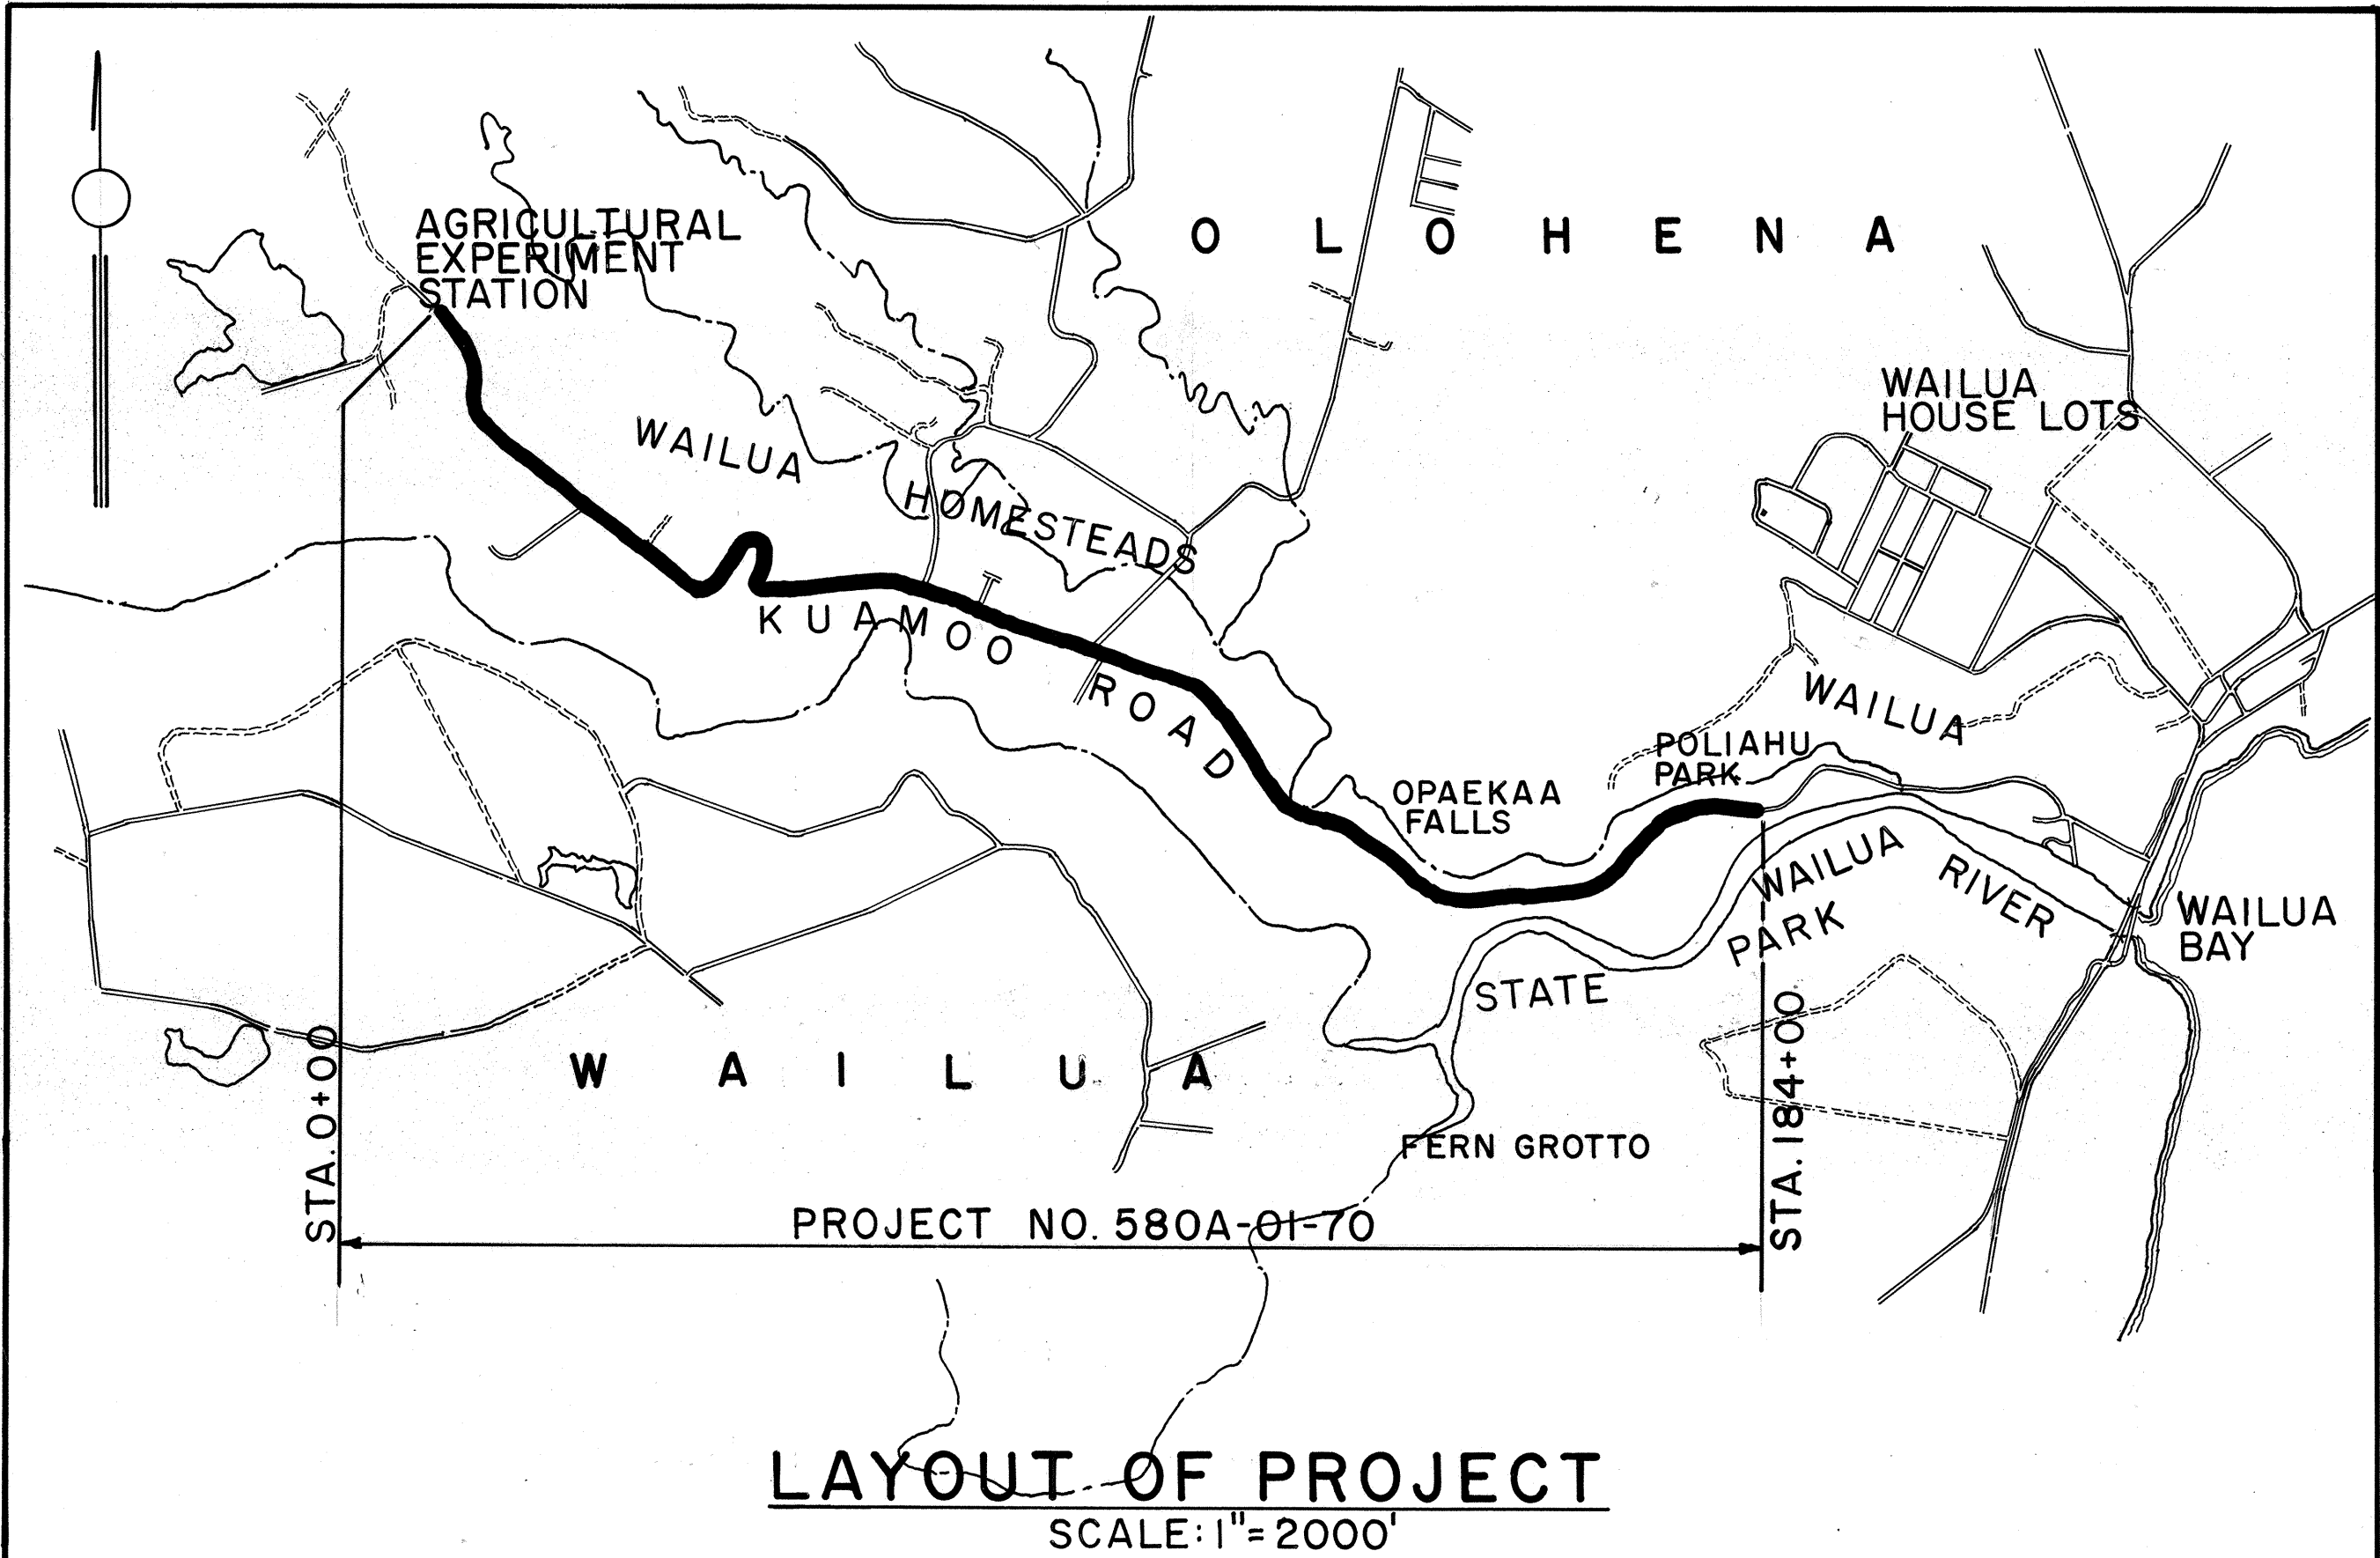 AGRICULTURAL
EXPERIMENT
STATION
O L O H E N A
WAILUA
HOUSE LOTS
WAILUA
HOMESTEADS
KUAMOO
ROAD
WAILUA
POLIAHU
PARK
OPAEKAA
FALLS
WAILUA
RIVER
STATE
PARK
WAILUA
BAY
W A I L U A
FERN GROTTO
STA. 0+00
STA. 184+00
PROJECT NO. 580A-01-70
LAYOUT OF PROJECT
SCALE: 1"= 2000'